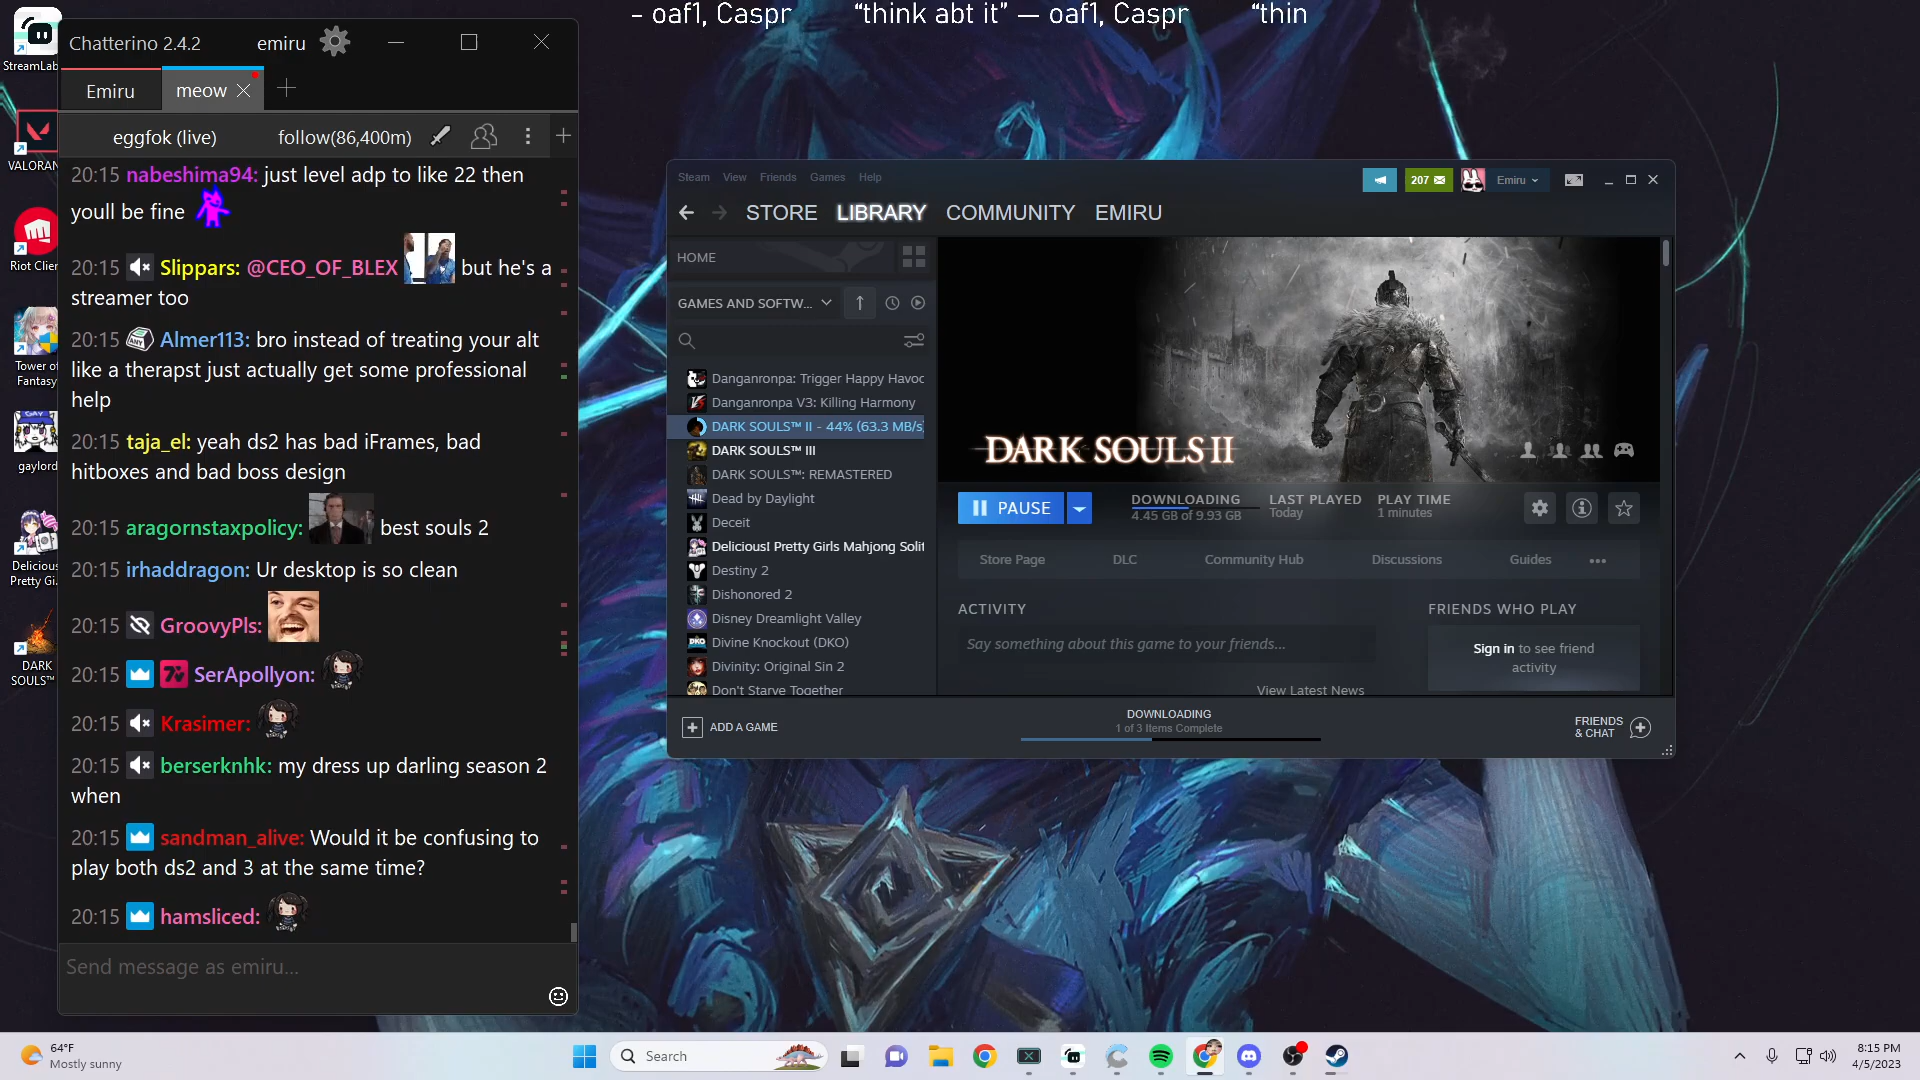 - oaf1, Caspr “think abt it” — oaf1, Caspr “thin
StreamLab
VALORAN
Riot Clien
Tower of
Fantasy
gaylord
Delicious
Pretty Gi...
DARK
SOULS™
Chatterino 2.4.2 emiru
Emiru meow
eggfok (live) follow(86,400m)
20:15 nabeshima94: just level adp to like 22 then
youll be fine
20:15 Slippars: @CEO_OF_BLEX but he's a
streamer too
20:15 Almer113: bro instead of treating your alt
like a therapst just actually get some professional
help
20:15 taja_el: yeah ds2 has bad iFrames, bad
hitboxes and bad boss design
20:15 aragornstaxpolicy: best souls 2
20:15 irhaddragon: Ur desktop is so clean
20:15 GroovyPls:
20:15 SerApollyon:
20:15 Krasimer:
20:15 berserknhk: my dress up darling season 2
when
20:15 sandman_alive: Would it be confusing to
play both ds2 and 3 at the same time?
20:15 hamsliced:
Send message as emiru...
Steam View Friends Games Help
207 Emiru
STORE LIBRARY COMMUNITY EMIRU
HOME
GAMES AND SOFTW...
Danganronpa: Trigger Happy Havoc
Danganronpa V3: Killing Harmony
DARK SOULS™ II - 44% (63.3 MB/s
DARK SOULS™ III
DARK SOULS™: REMASTERED
Dead by Daylight
Deceit
Delicious! Pretty Girls Mahjong Solit
Destiny 2
Dishonored 2
Disney Dreamlight Valley
Divine Knockout (DKO)
Divinity: Original Sin 2
Don't Starve Together
DARK SOULS II
PAUSE
DOWNLOADING
4.45 GB of 9.93 GB
LAST PLAYED
Today
PLAY TIME
1 minutes
Store Page DLC Community Hub Discussions Guides
ACTIVITY
Say something about this game to your friends...
View Latest News
FRIENDS WHO PLAY
Sign in to see friend
activity
ADD A GAME
DOWNLOADING
1 of 3 Items Complete
FRIENDS
& CHAT
64°F
Mostly sunny
Search
8:15 PM
4/5/2023